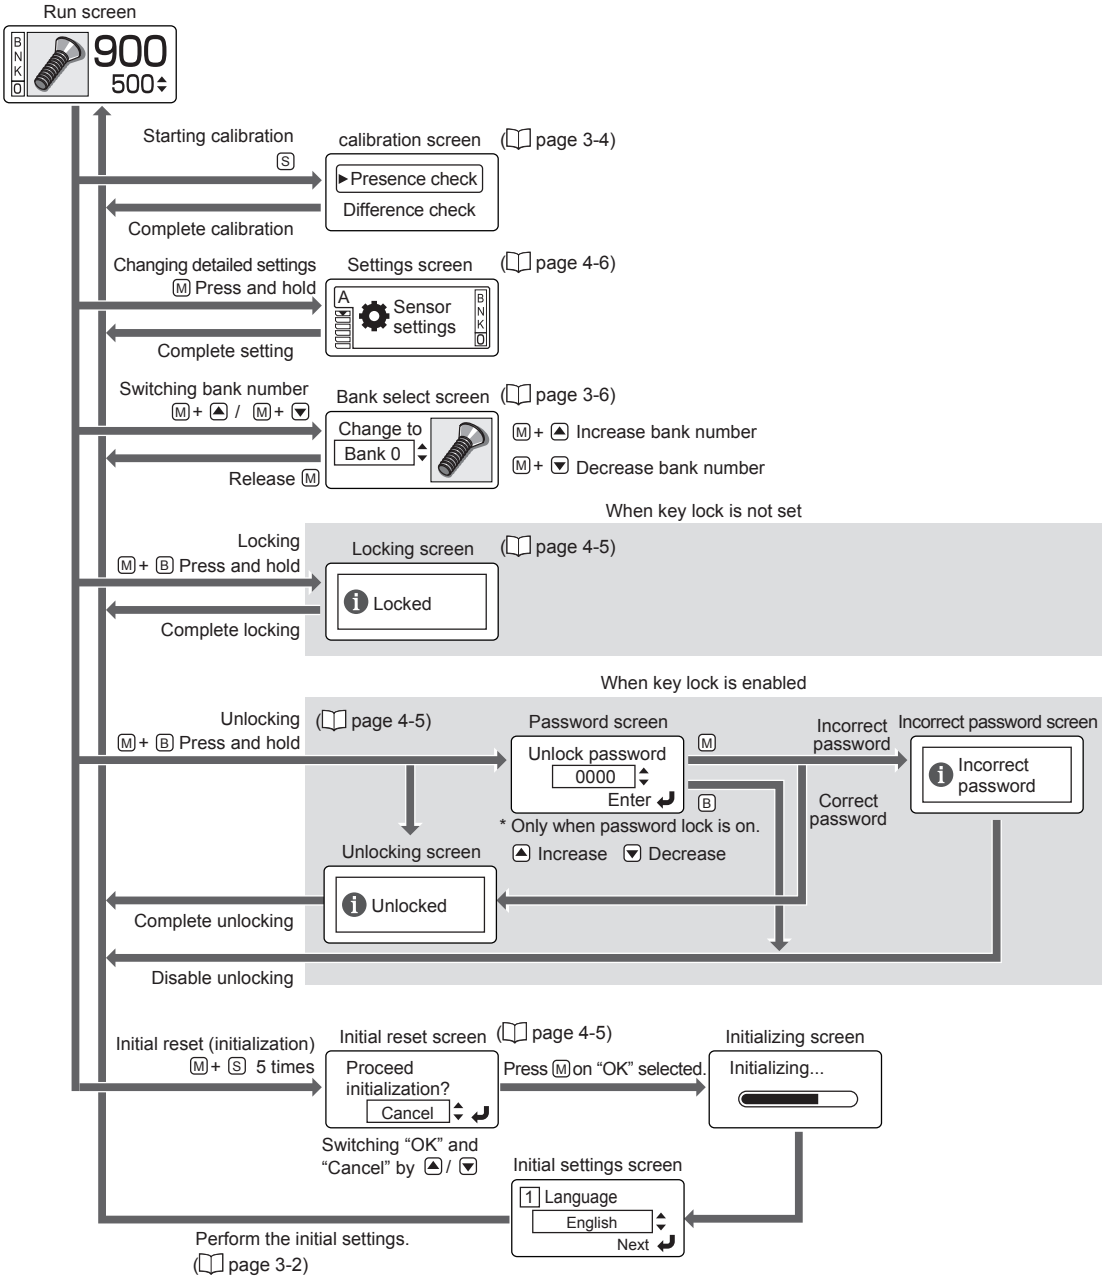 Run screen
B
N
K
0
900
500
Starting calibration
S
calibration screen
( page 3-4)
Presence check
Difference check
Complete calibration
Changing detailed settings
M Press and hold
Settings screen
( page 4-6)
A
Sensor
settings
B
N
K
0
Complete setting
Switching bank number
M + ▲ / M + ▼
Bank select screen
( page 3-6)
Change to
Bank 0
M + ▲ Increase bank number
M + ▼ Decrease bank number
Release M
When key lock is not set
Locking
M + B Press and hold
Locking screen
( page 4-5)
Locked
Complete locking
When key lock is enabled
Unlocking
M + B Press and hold
( page 4-5)
Password screen
Unlock password
0000
Enter
M
B
Incorrect
password
Incorrect password screen
Incorrect
password
Correct
password
* Only when password lock is on.
▲ Increase ▼ Decrease
Unlocking screen
Unlocked
Complete unlocking
Disable unlocking
Initial reset (initialization)
M + S 5 times
Initial reset screen
( page 4-5)
Proceed
initialization?
Cancel
Press M on “OK” selected.
Initializing screen
Initializing...
Switching “OK” and
“Cancel” by ▲ / ▼
Initial settings screen
1 Language
English
Next
Perform the initial settings.
( page 3-2)